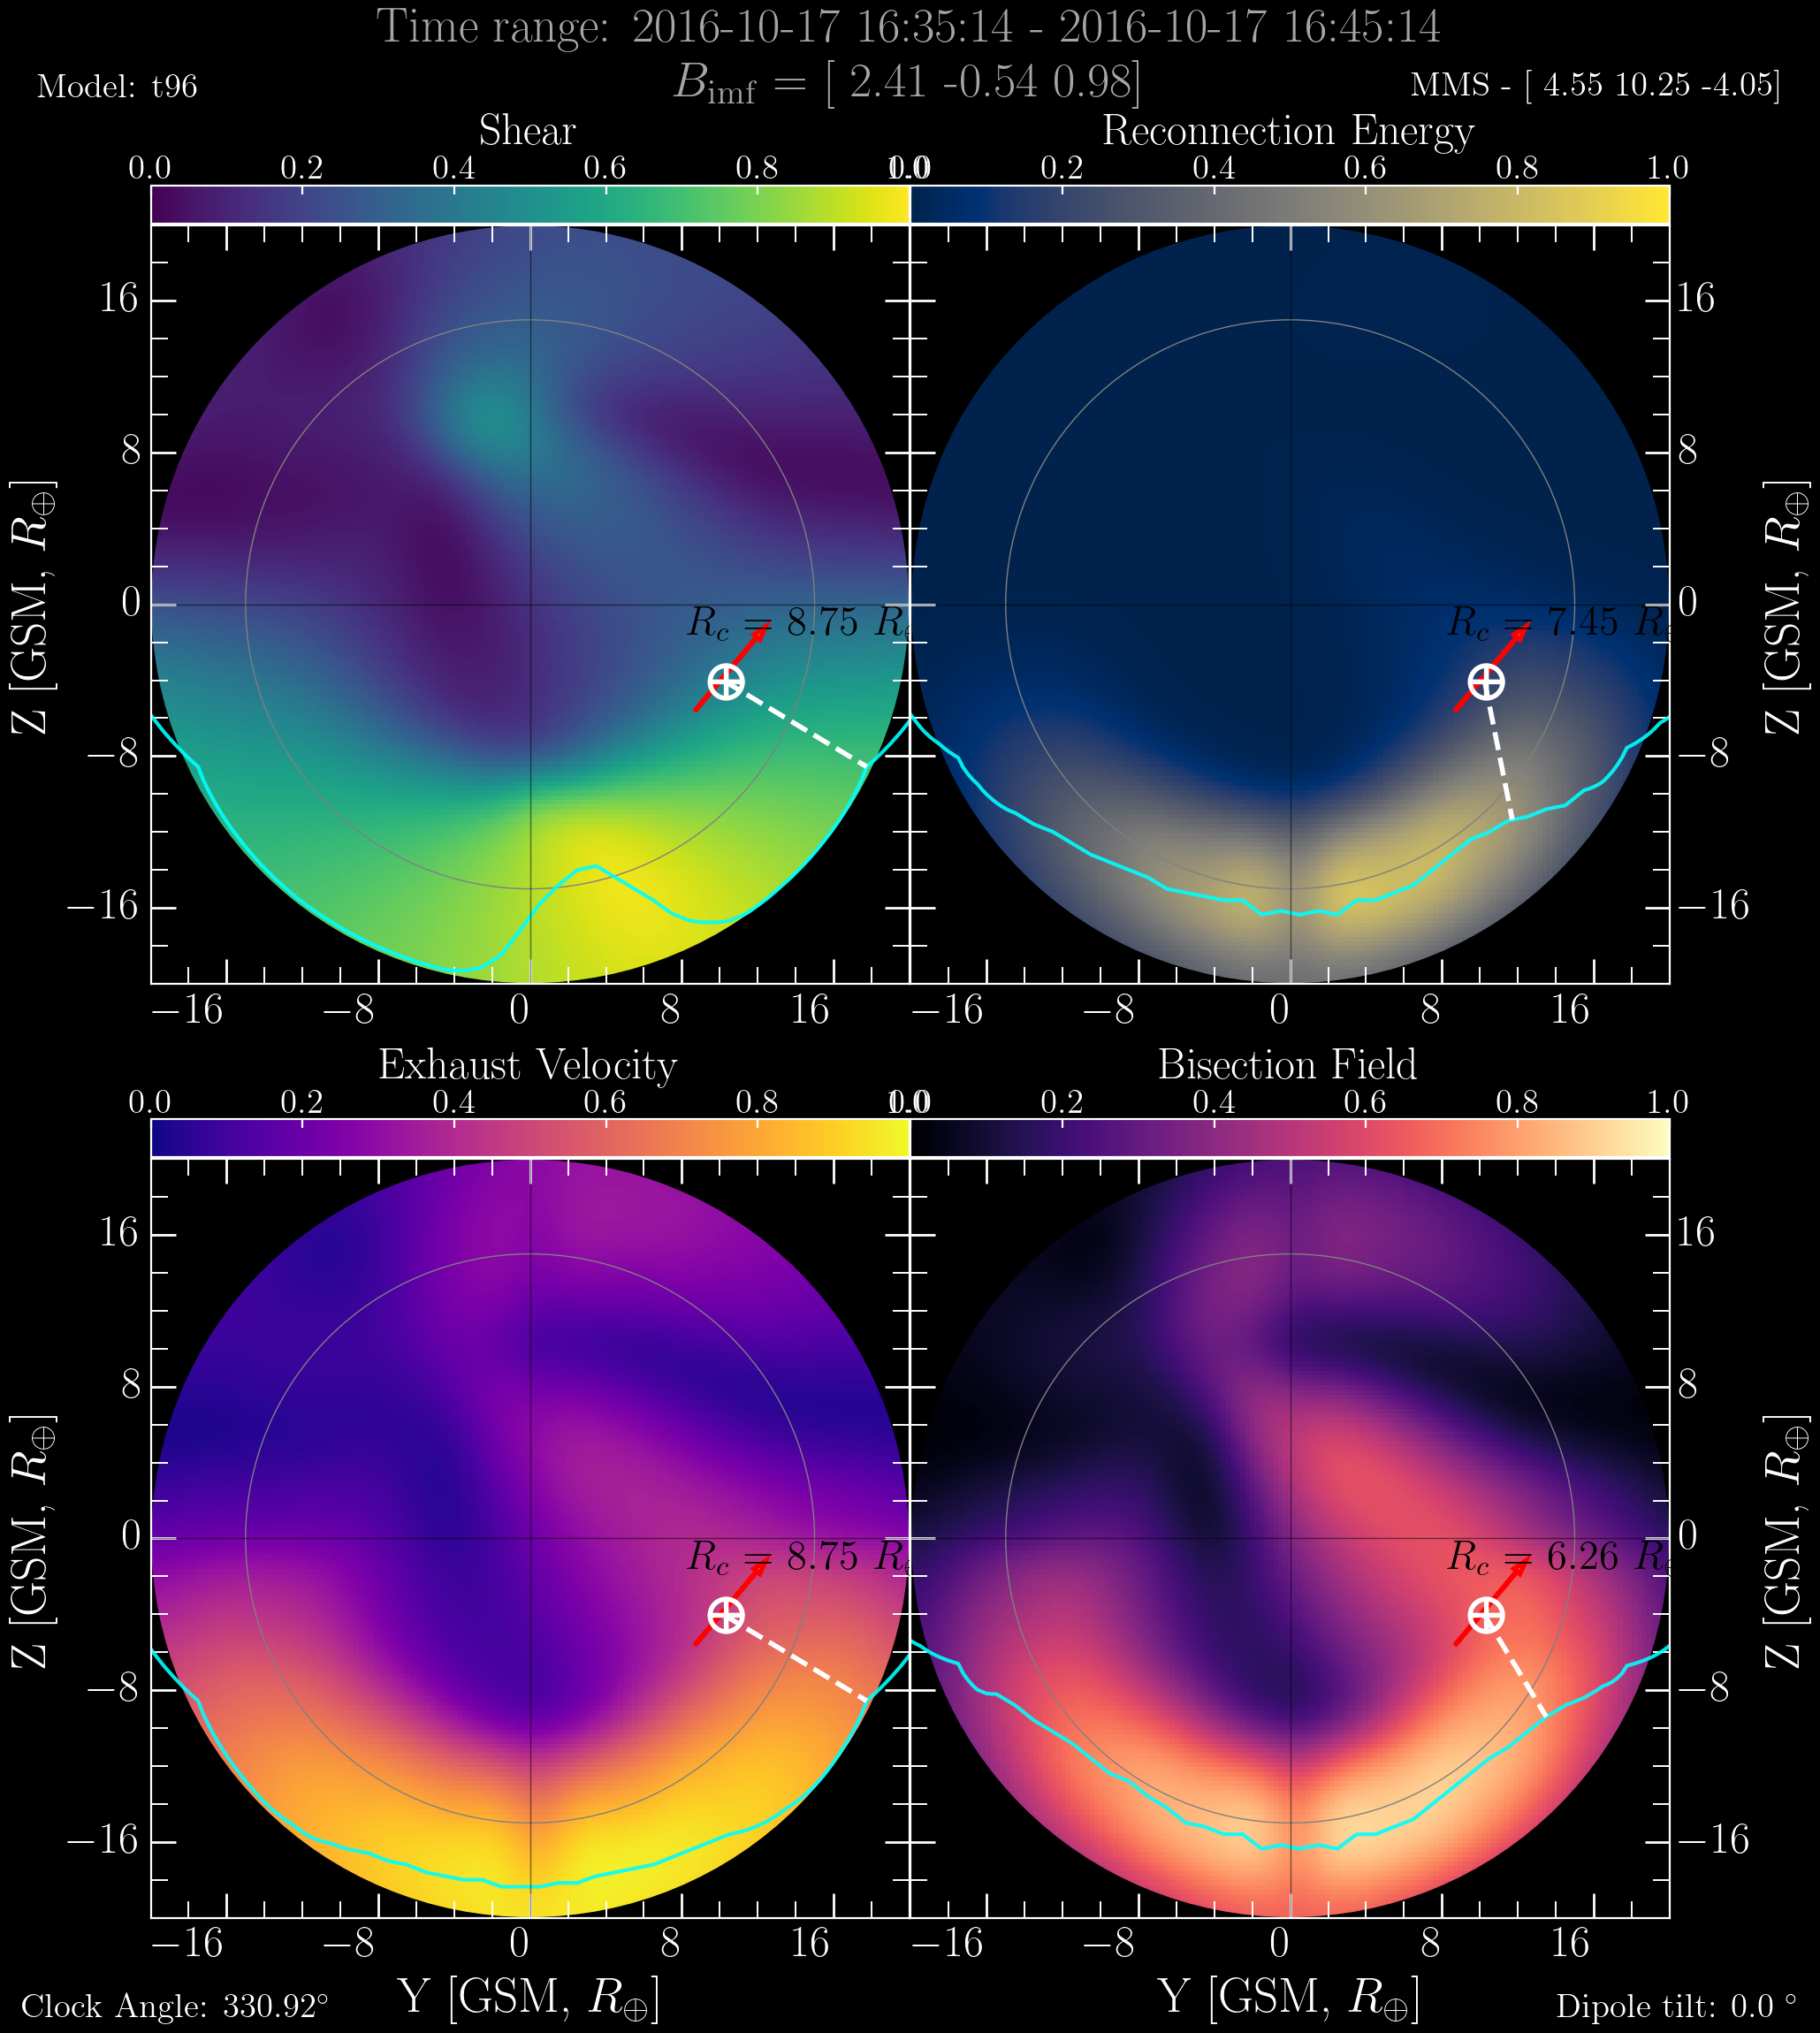 Time range: 2016-10-17 16:35:14 - 2016-10-17 16:45:14
Model: t96
B_imf = [ 2.41 -0.54 0.98]
MMS - [ 4.55 10.25 -4.05]
Shear
Reconnection Energy
0.0 0.2 0.4 0.6 0.8 1.0
0.2 0.4 0.6 0.8 1.0
Z [GSM, R⊕]
16
8
0
−8
−16
R_c = 8.75 R
R_c = 7.45 R
16
8
0
−8
−16
Z [GSM, R⊕]
−16 −8 0 8 16
−16 −8 0 8 16
Exhaust Velocity
Bisection Field
0.0 0.2 0.4 0.6 0.8 1.0
0.2 0.4 0.6 0.8 1.0
Z [GSM, R⊕]
16
8
0
−8
−16
R_c = 8.75 R
R_c = 6.26 R
16
8
0
−8
−16
Z [GSM, R⊕]
−16 −8 0 8 16
−16 −8 0 8 16
Y [GSM, R⊕]
Y [GSM, R⊕]
Clock Angle: 330.92°
Dipole tilt: 0.0 °